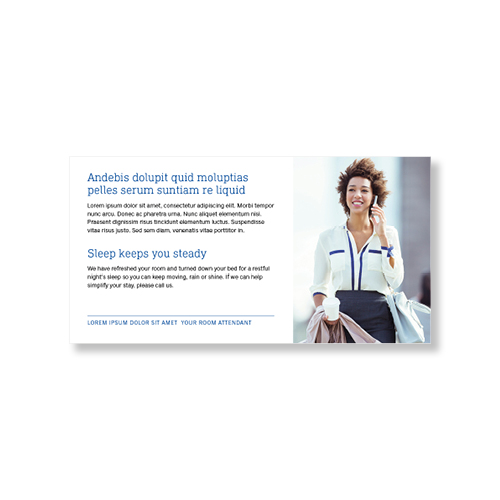 Andebis dolupit quid moluptias
pelles serum suntiam re liquid
Lorem ipsum dolor sit amet, consectetur adipiscing elit. Morbi tempor
nunc arcu. Donec ac pharetra urna. Nunc aliquet elementum nisi.
Praesent dignissim risus tincidunt elementum luctus. Suspendisse
vitae risus justo. Sed sem diam, venenatis vitae porttitor in.
Sleep keeps you steady
We have refreshed your room and turned down your bed for a restful
night's sleep so you can keep moving, rain or shine. If we can help
simplify your stay, please call us.
LOREM IPSUM DOLOR SIT AMET YOUR ROOM ATTENDANT